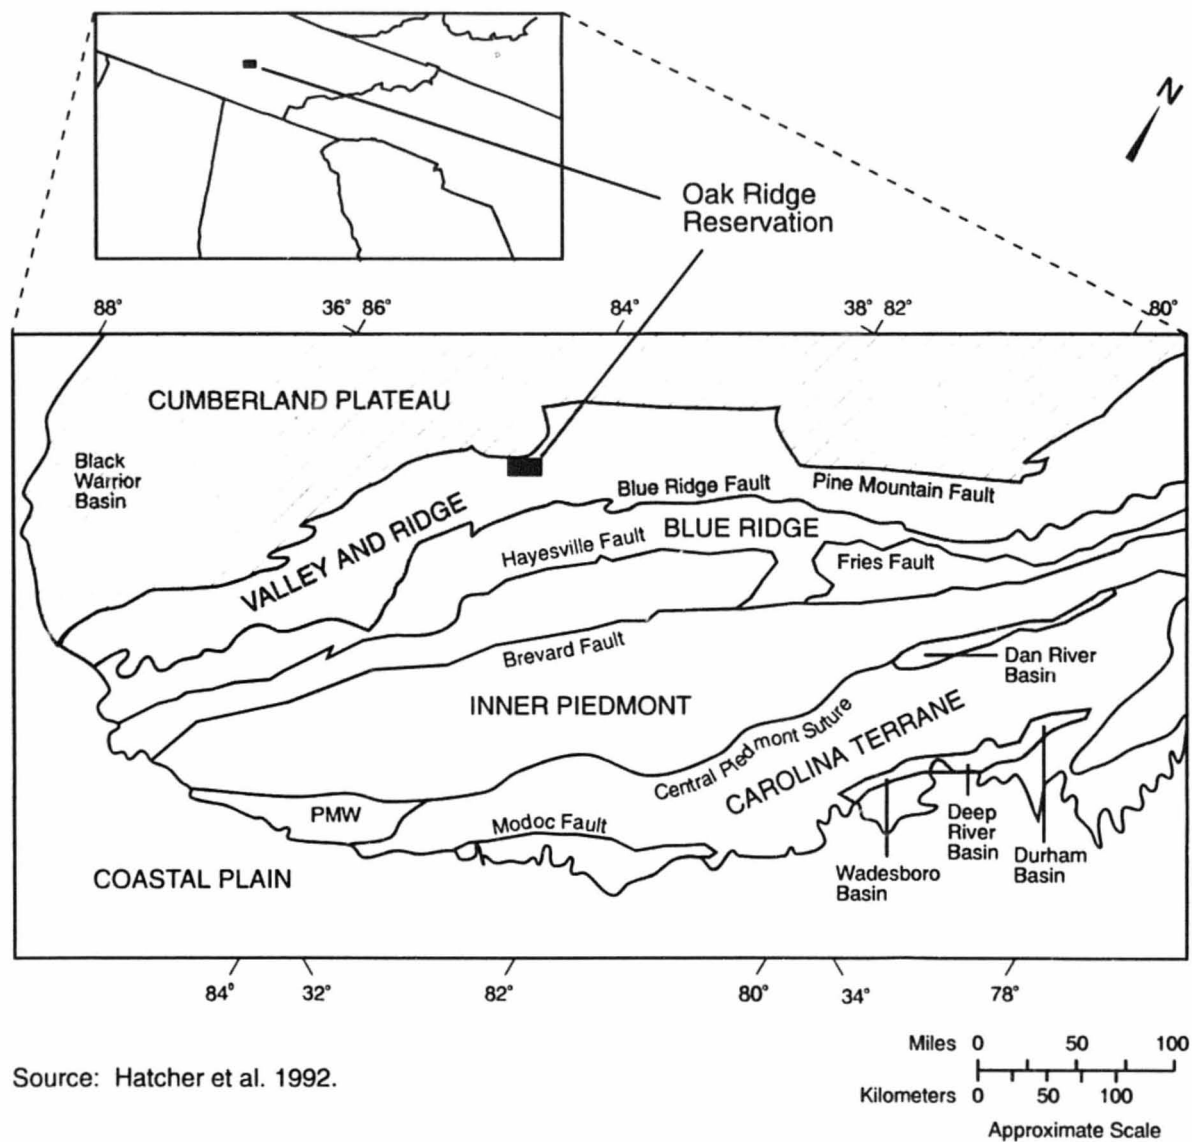 N
Oak Ridge
Reservation
88°
36°
86°
84°
38°
82°
80°
CUMBERLAND PLATEAU
Black
Warrior
Basin
VALLEY AND RIDGE
Blue Ridge Fault
Pine Mountain Fault
Hayesville Fault
BLUE RIDGE
Fries Fault
Brevard Fault
Dan River
Basin
INNER PIEDMONT
Central Piedmont Suture
CAROLINA TERRANE
PMW
Modoc Fault
Deep
River
Basin
Durham
Basin
Wadesboro
Basin
COASTAL PLAIN
84°
32°
82°
80°
34°
78°
Miles 0 50 100
Kilometers 0 50 100
Approximate Scale
Source: Hatcher et al. 1992.